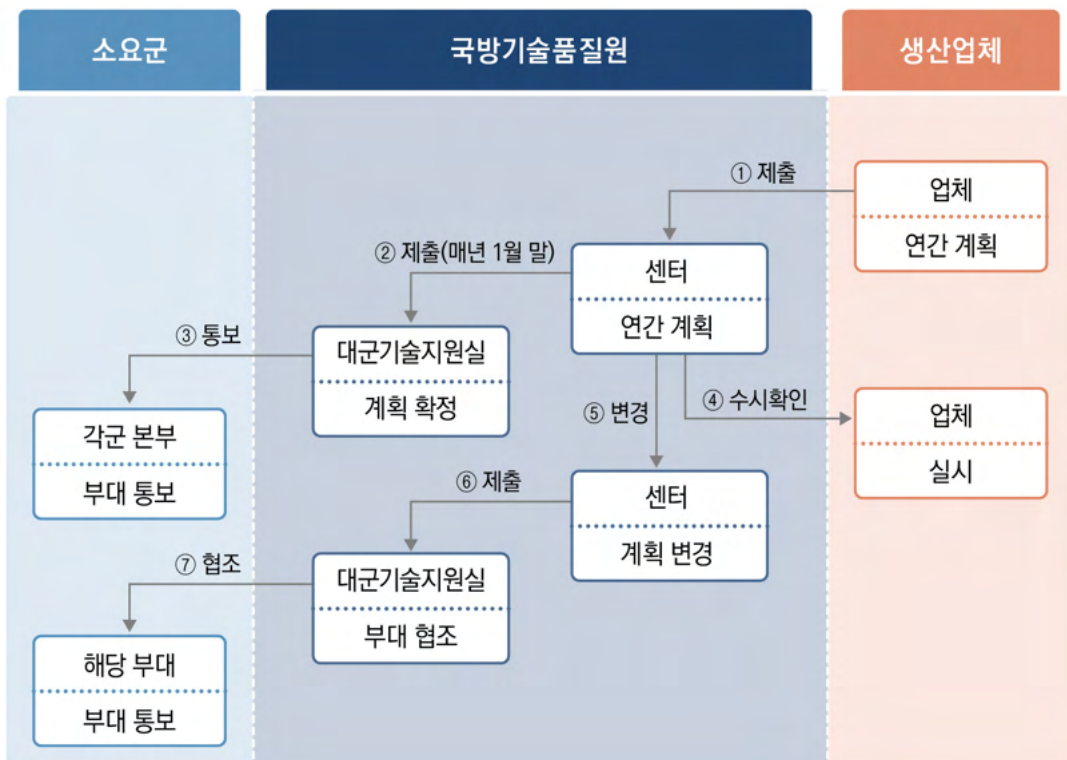 소요군
국방기술품질원
생산업체
① 제출
업체
연간 계획
② 제출(매년 1월 말)
센터
연간 계획
③ 통보
대군기술지원실
계획 확정
각군 본부
부대 통보
⑤ 변경
④ 수시확인
업체
실시
⑥ 제출
센터
계획 변경
⑦ 협조
대군기술지원실
부대 협조
해당 부대
부대 통보